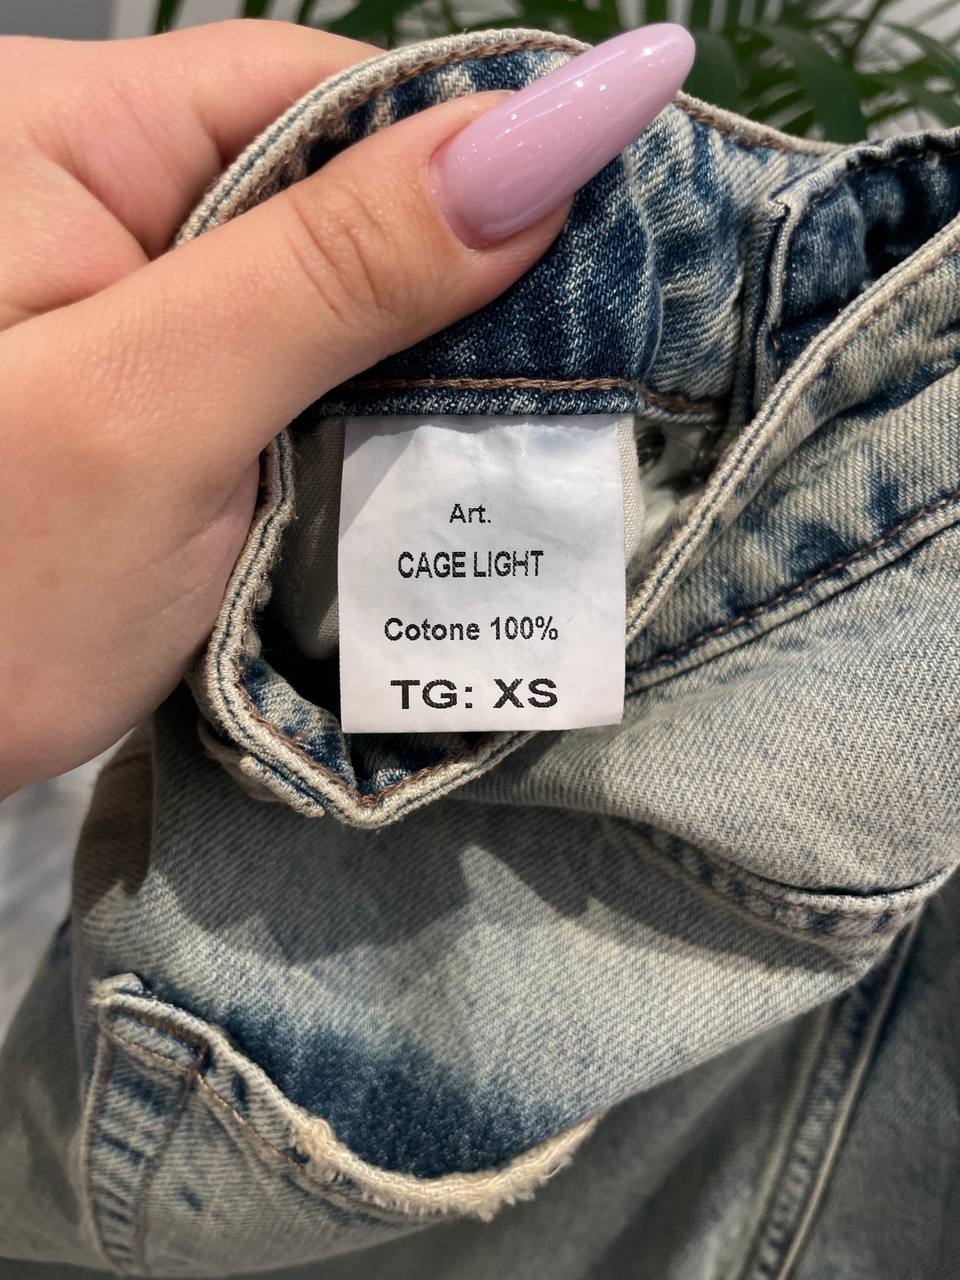 Art.
CAGE LIGHT
Cotone 100%
TG: XS